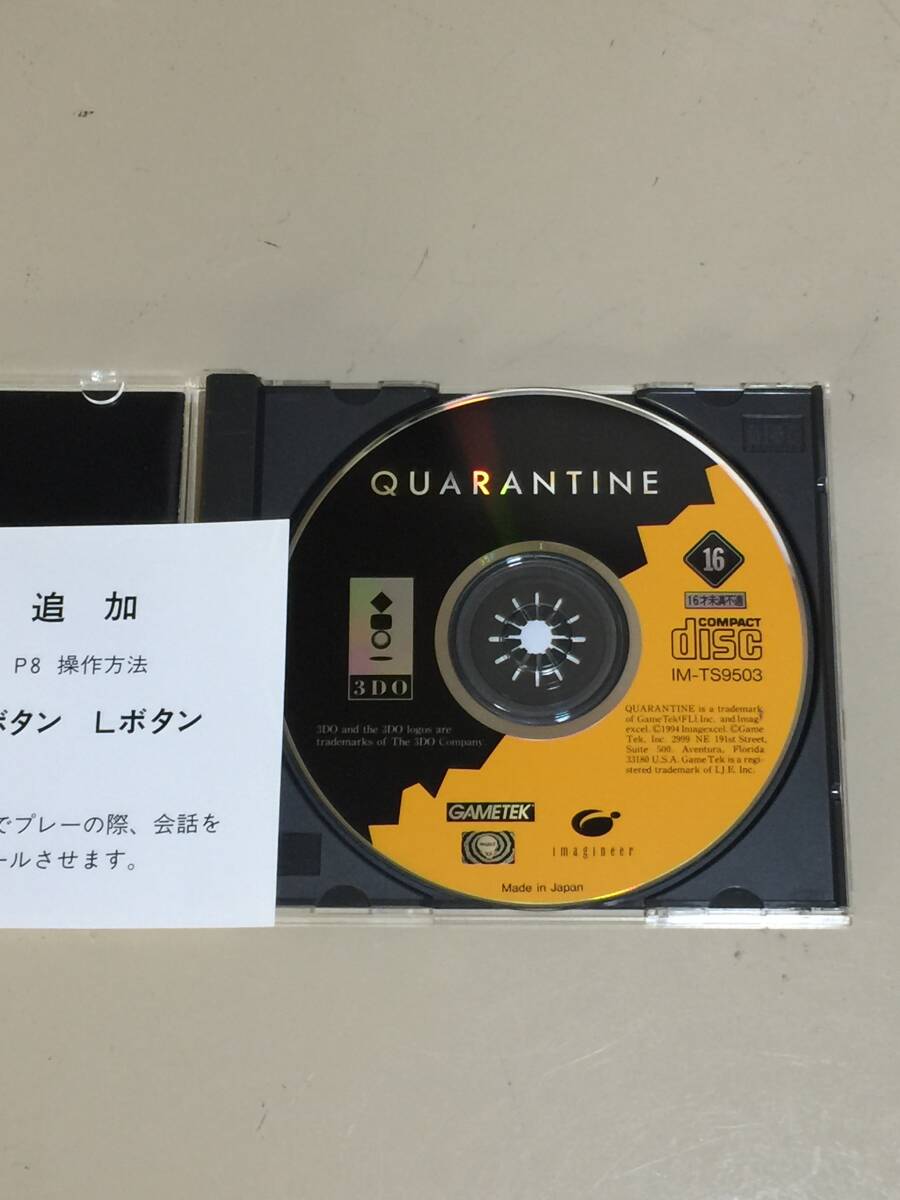 追加
P8 操作方法
ボタン Lボタン
でプレーの際、会話を
ールさせます。
QUARANTINE
16
16才未満不適
COMPACT
disc
IM-TS9503
3DO
3DO and the 3DO logos are
trademarks of The 3DO Company.
QUARANTINE is a trademark
of GameTek(FL).Inc. and Imag
excel. ©1994 Imagexcel. ©Game
Tek, Inc. 2999 NE 191st Street,
Suite 500. Aventura, Florida
33180 U.S.A. GameTek is a regi-
stered trademark of I.J.E. Inc.
GAMETEK
imagineer
Made in Japan